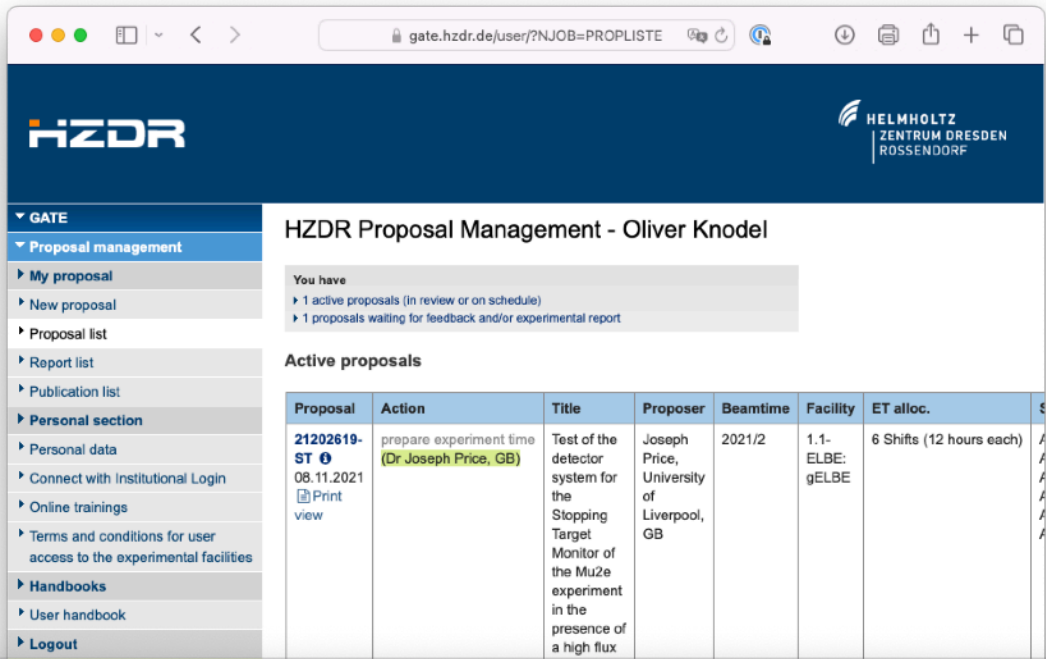 gate.hzdr.de/user/?NJOB=PROPLISTE
HZDR
HELMHOLTZ
ZENTRUM DRESDEN
ROSSENDORF
GATE
Proposal management
My proposal
New proposal
Proposal list
Report list
Publication list
Personal section
Personal data
Connect with Institutional Login
Online trainings
Terms and conditions for user
access to the experimental facilities
Handbooks
User handbook
Logout
HZDR Proposal Management - Oliver Knodel
You have
1 active proposals (in review or on schedule)
1 proposals waiting for feedback and/or experimental report
Active proposals
Proposal Action Title Proposer Beamtime Facility ET alloc. S
21202619-
ST
08.11.2021
Print
view
prepare experiment time
(Dr Joseph Price, GB)
Test of the
detector
system for
the
Stopping
Target
Monitor of
the Mu2e
experiment
in the
presence of
a high flux
Joseph
Price,
University
of
Liverpool,
GB
2021/2
1.1-
ELBE:
gELBE
6 Shifts (12 hours each)